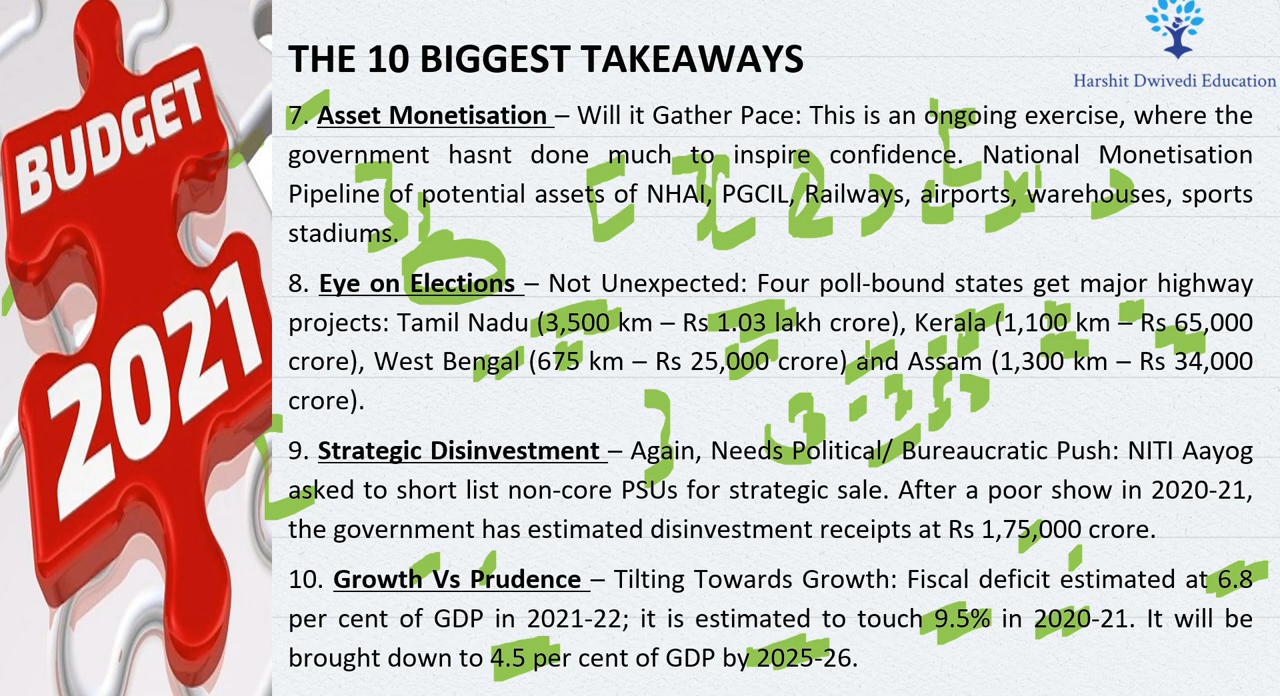 BUDGET
2021
THE 10 BIGGEST TAKEAWAYS
Harshit Dwivedi Education
7. Asset Monetisation – Will it Gather Pace: This is an ongoing exercise, where the
government hasnt done much to inspire confidence. National Monetisation
Pipeline of potential assets of NHAI, PGCIL, Railways, airports, warehouses, sports
stadiums.
8. Eye on Elections – Not Unexpected: Four poll-bound states get major highway
projects: Tamil Nadu (3,500 km – Rs 1.03 lakh crore), Kerala (1,100 km – Rs 65,000
crore), West Bengal (675 km – Rs 25,000 crore) and Assam (1,300 km – Rs 34,000
crore).
9. Strategic Disinvestment – Again, Needs Political/ Bureaucratic Push: NITI Aayog
asked to short list non-core PSUs for strategic sale. After a poor show in 2020-21,
the government has estimated disinvestment receipts at Rs 1,75,000 crore.
10. Growth Vs Prudence – Tilting Towards Growth: Fiscal deficit estimated at 6.8
per cent of GDP in 2021-22; it is estimated to touch 9.5% in 2020-21. It will be
brought down to 4.5 per cent of GDP by 2025-26.